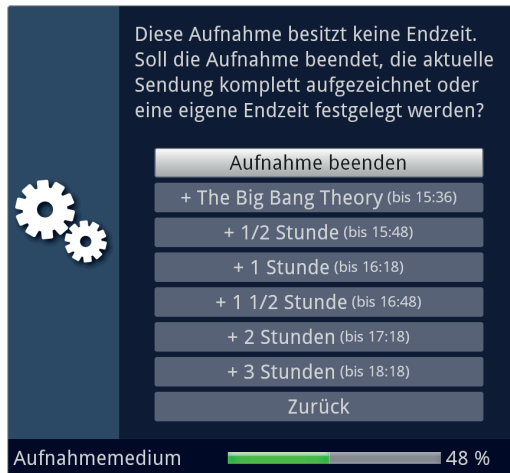 Diese Aufnahme besitzt keine Endzeit.
Soll die Aufnahme beendet, die aktuelle
Sendung komplett aufgezeichnet oder
eine eigene Endzeit festgelegt werden?
Aufnahme beenden
+ The Big Bang Theory (bis 15:36)
+ 1/2 Stunde (bis 15:48)
+ 1 Stunde (bis 16:18)
+ 1 1/2 Stunde (bis 16:48)
+ 2 Stunden (bis 17:18)
+ 3 Stunden (bis 18:18)
Zurück
Aufnahmemedium 48 %